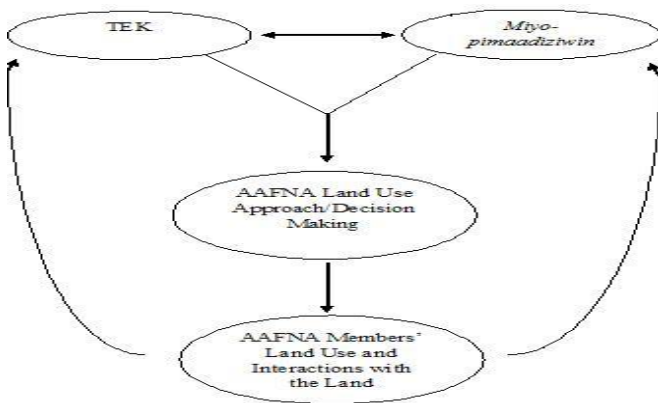 TEK
Miyo-
pimaadiziwin
AAFNA Land Use
Approach/Decision
Making
AAFNA Members’
Land Use and
Interactions with
the Land